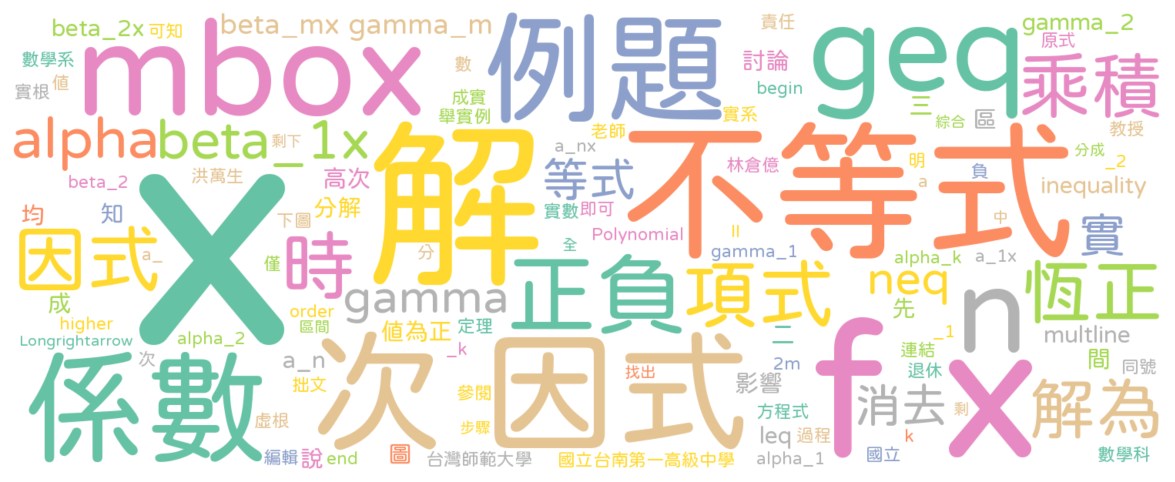 beta_2x
可知
beta_mx
gamma_m
責任
gamma_2
數學系
mbox
例題
geq
原式
實根
值
數
討論
乘積
成實
舉實例
begin
三
區
綜合
教授
alpha
beta_1x
剩下
解
老師
實系
不等式
分成
beta_2
洪萬生
高次
a_nx
等式
林倉億
明
_2
a
負
inequality
均
知
X
下圖
分解
實數
即可
Polynomial
二
gamma_1
中
實
因式
a_
僅
時
分
全
alpha_k
a_1x
成
gamma
正負
項式
neq
n
恆正
higher
order
區間
值為正
定理
二
先
_1
multline
Longrightarrow
alpha_2
係數
次
a_n
次
_k
因式
找出
2m
f
連結
x
間
同號
拙文
參閱
影響
退休
消去
剩
解為
虛根
步驟
方程式
編輯
說
end
圖
台灣師範大學
國立台南第一高級中學
leq
過程
alpha_1
k
國立
數學科